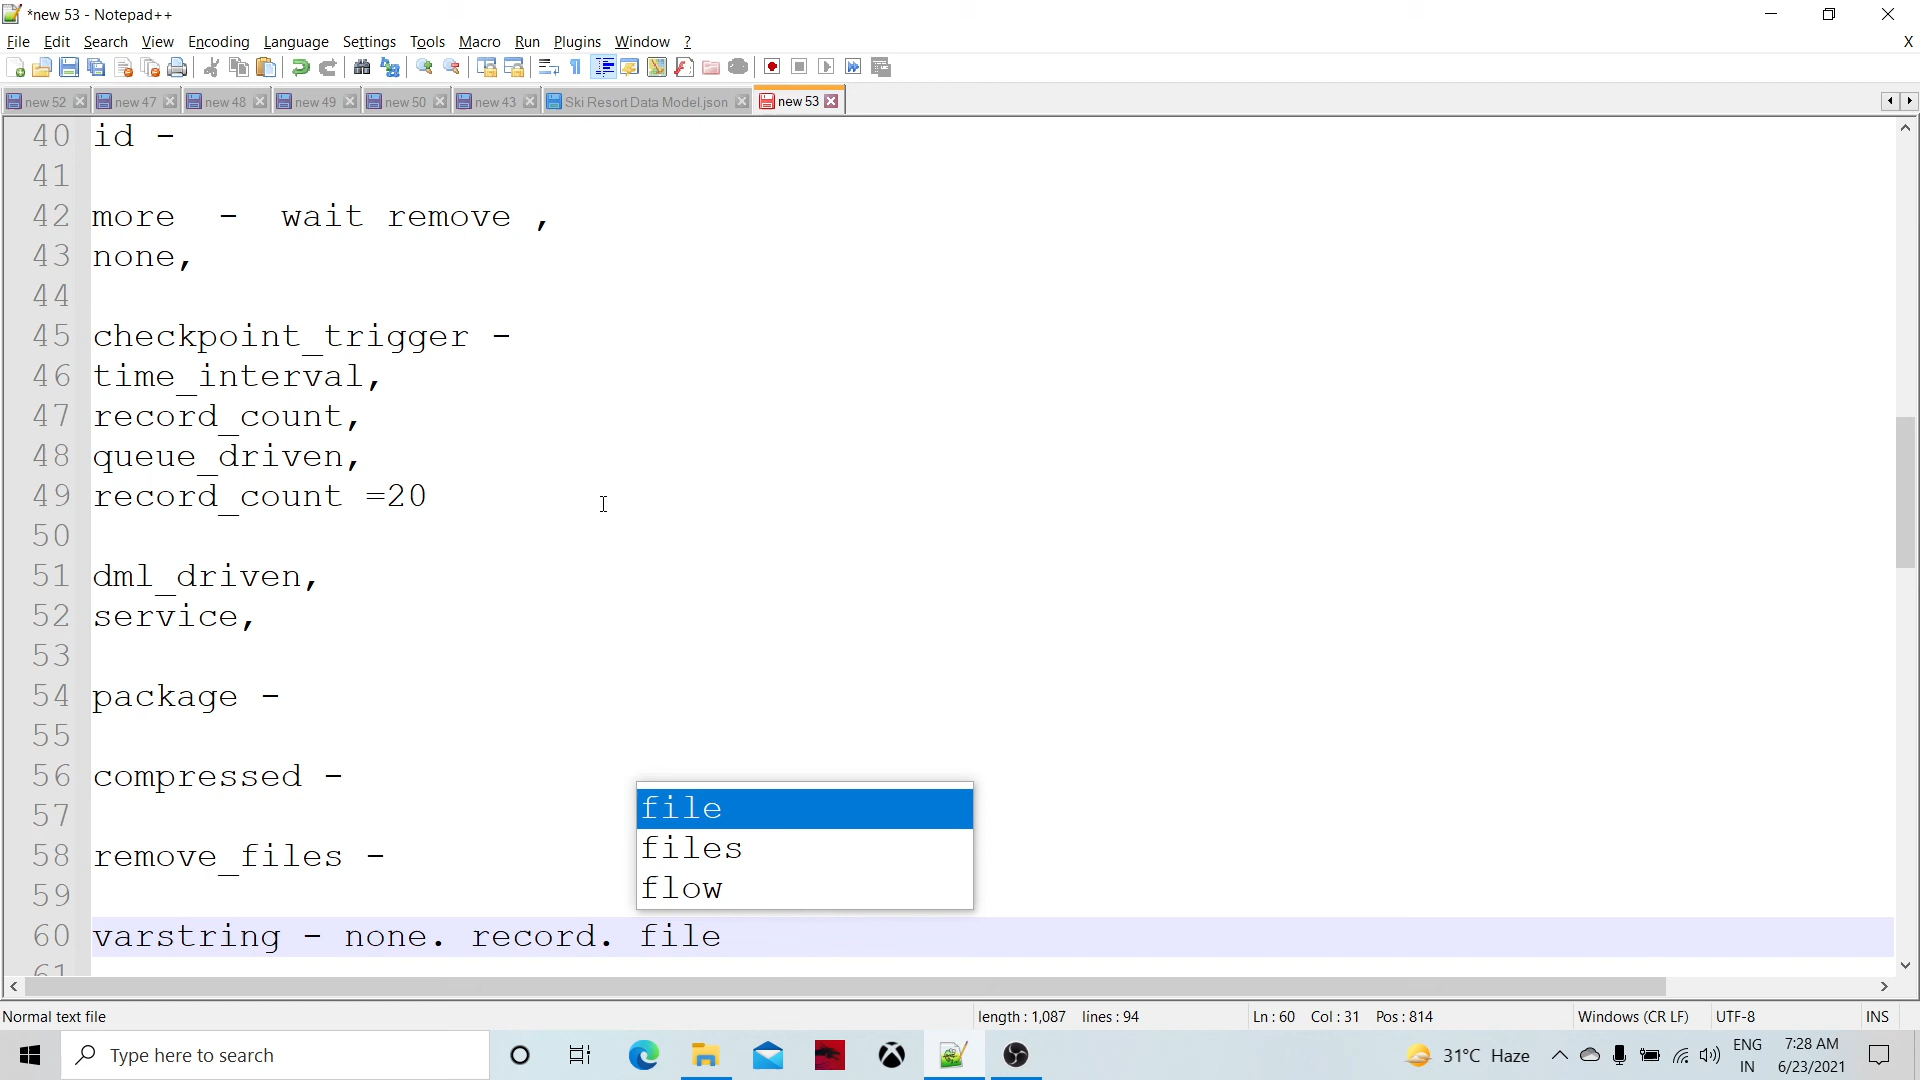 *new 53 - Notepad++
File Edit Search View Encoding Language Settings Tools Macro Run Plugins Window ? X
new 52 new 47 new 48 new 49 new 50 new 43 Ski Resort Data Model.json new 53
40 id -
41
42 more - wait remove ,
43 none,
44
45 checkpoint_trigger -
46 time_interval,
47 record_count,
48 queue_driven,
49 record_count =20
50
51 dml_driven,
52 service,
53
54 package -
55
56 compressed -
57
file
58 remove_files -
files
59
flow
60 varstring - none. record. file
61
Normal text file length : 1,087 lines : 94 Ln : 60 Col : 31 Pos : 814 Windows (CR LF) UTF-8 INS
Type here to search 31°C Haze ENG IN 7:28 AM 6/23/2021